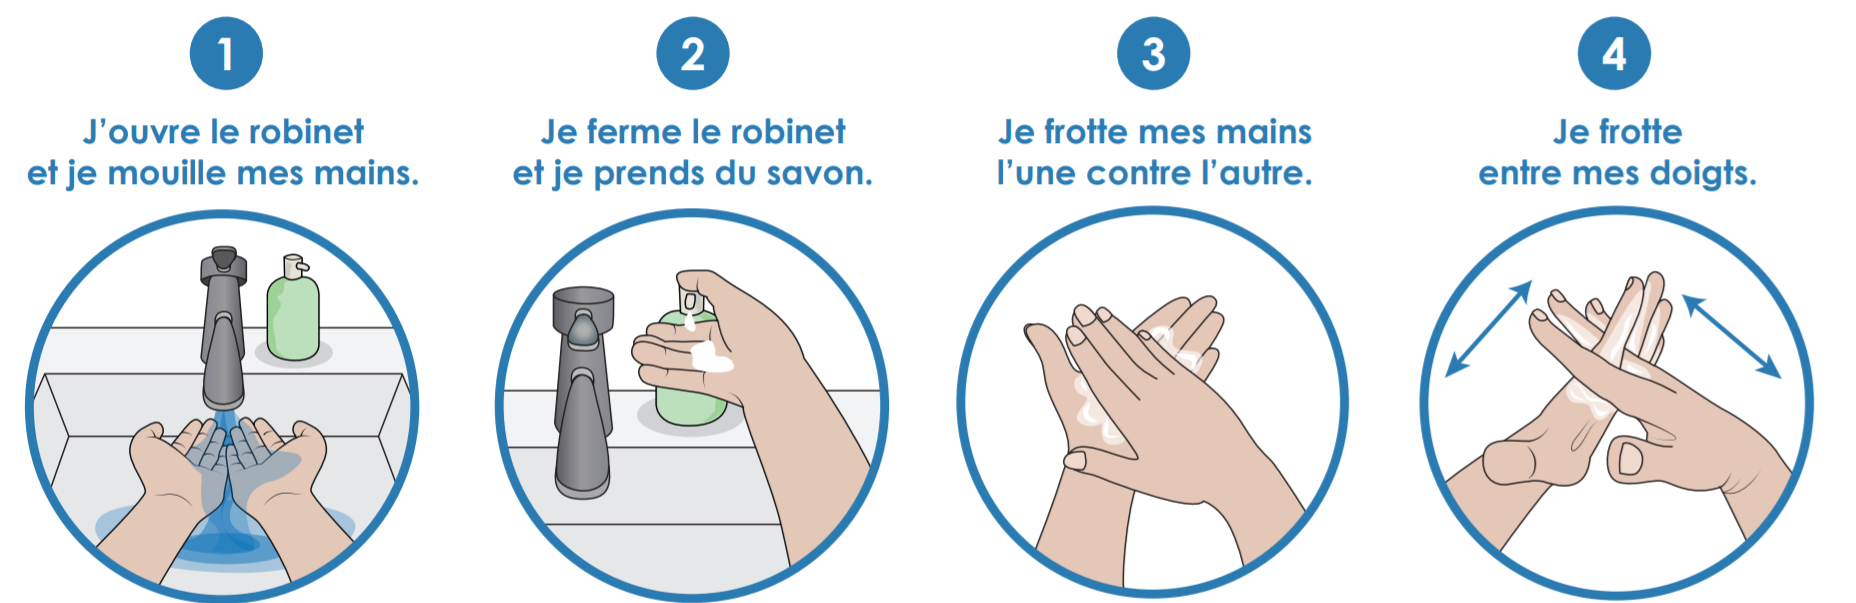 1
J’ouvre le robinet
et je mouille mes mains.
2
Je ferme le robinet
et je prends du savon.
3
Je frotte mes mains
l’une contre l’autre.
4
Je frotte
entre mes doigts.